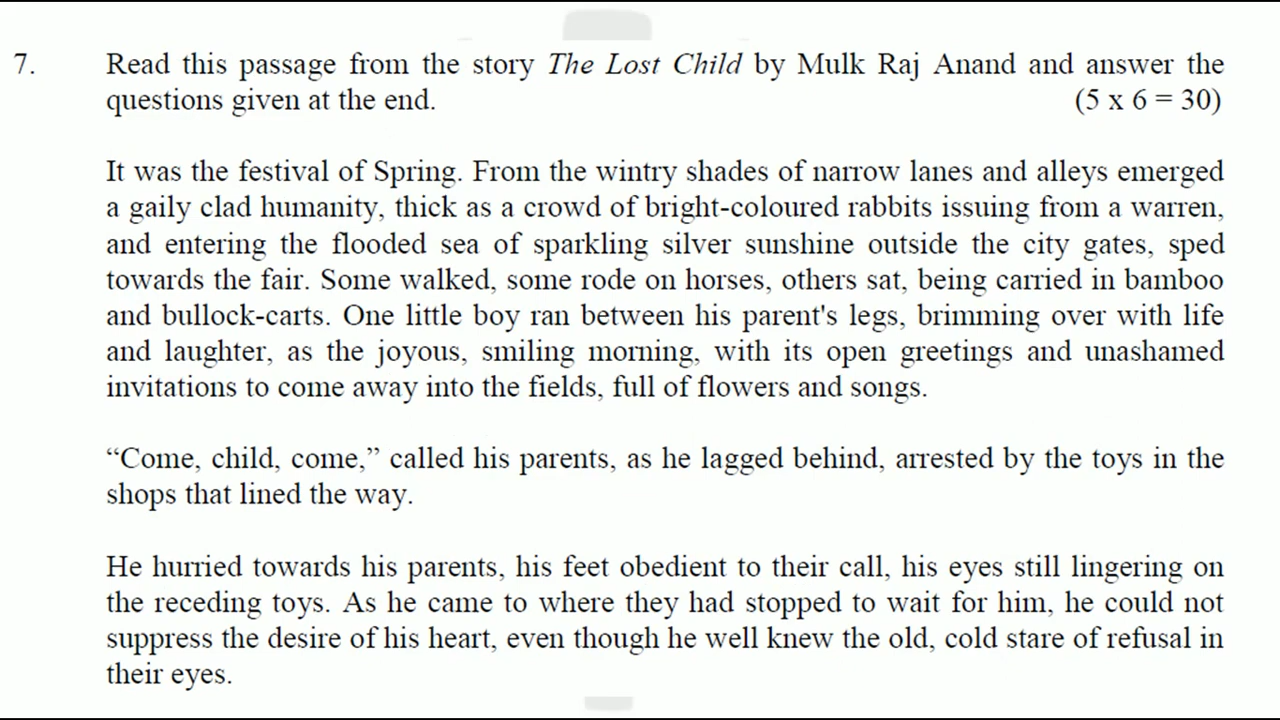 7. Read this passage from the story The Lost Child by Mulk Raj Anand and answer the
questions given at the end. (5 x 6 = 30)
It was the festival of Spring. From the wintry shades of narrow lanes and alleys emerged
a gaily clad humanity, thick as a crowd of bright-coloured rabbits issuing from a warren,
and entering the flooded sea of sparkling silver sunshine outside the city gates, sped
towards the fair. Some walked, some rode on horses, others sat, being carried in bamboo
and bullock-carts. One little boy ran between his parent's legs, brimming over with life
and laughter, as the joyous, smiling morning, with its open greetings and unashamed
invitations to come away into the fields, full of flowers and songs.
“Come, child, come,” called his parents, as he lagged behind, arrested by the toys in the
shops that lined the way.
He hurried towards his parents, his feet obedient to their call, his eyes still lingering on
the receding toys. As he came to where they had stopped to wait for him, he could not
suppress the desire of his heart, even though he well knew the old, cold stare of refusal in
their eyes.